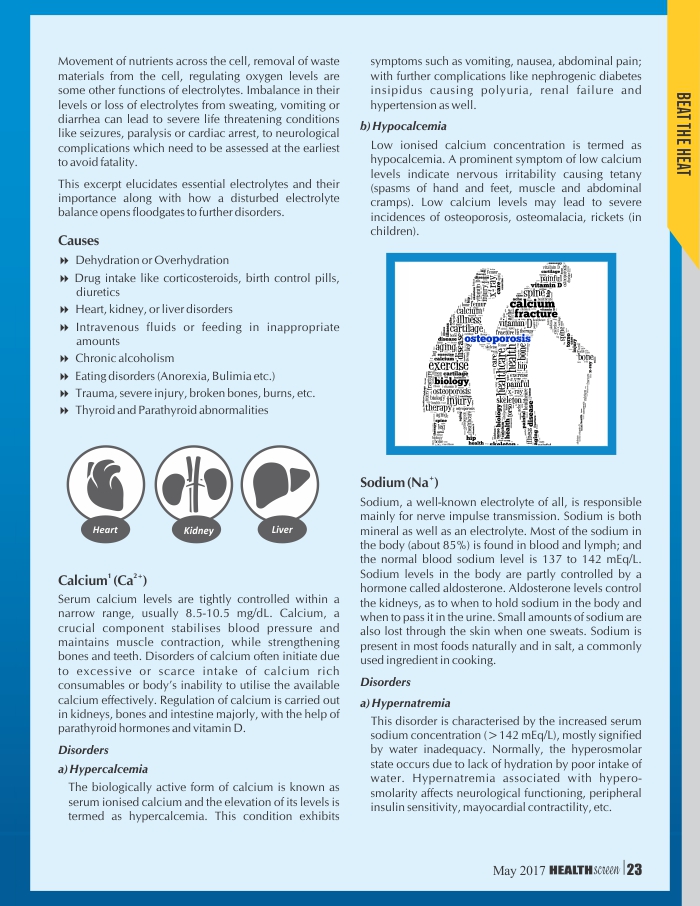 Movement of nutrients across the cell, removal of waste
materials from the cell, regulating oxygen levels are
some other functions of electrolytes. Imbalance in their
levels or loss of electrolytes from sweating, vomiting or
diarrhea can lead to severe life threatening conditions
like seizures, paralysis or cardiac arrest, to neurological
complications which need to be assessed at the earliest
to avoid fatality.
This excerpt elucidates essential electrolytes and their
importance along with how a disturbed electrolyte
balance opens floodgates to further disorders.
Causes
Dehydration or Overhydration
Drug intake like corticosteroids, birth control pills,
diuretics
Heart, kidney, or liver disorders
Intravenous fluids or feeding in inappropriate
amounts
Chronic alcoholism
Eating disorders (Anorexia, Bulimia etc.)
Trauma, severe injury, broken bones, burns, etc.
Thyroid and Parathyroid abnormalities
Heart
Kidney
Liver
Calcium¹ (Ca²⁺)
Serum calcium levels are tightly controlled within a
narrow range, usually 8.5-10.5 mg/dL. Calcium, a
crucial component stabilises blood pressure and
maintains muscle contraction, while strengthening
bones and teeth. Disorders of calcium often initiate due
to excessive or scarce intake of calcium rich
consumables or body's inability to utilise the available
calcium effectively. Regulation of calcium is carried out
in kidneys, bones and intestine majorly, with the help of
parathyroid hormones and vitamin D.
Disorders
a) Hypercalcemia
The biologically active form of calcium is known as
serum ionised calcium and the elevation of its levels is
termed as hypercalcemia. This condition exhibits
symptoms such as vomiting, nausea, abdominal pain;
with further complications like nephrogenic diabetes
insipidus causing polyuria, renal failure and
hypertension as well.
b) Hypocalcemia
Low ionised calcium concentration is termed as
hypocalcemia. A prominent symptom of low calcium
levels indicate nervous irritability causing tetany
(spasms of hand and feet, muscle and abdominal
cramps). Low calcium levels may lead to severe
incidences of osteoporosis, osteomalacia, rickets (in
children).
x-ray
care
femur
calcium
illness
cartilage
disease
aging
exercise
cartilage
biology
osteoporosis
injury
therapy
hip
health
painful
vitamin D
spine
calcium
fracture
vitamin D
osteoporosis
healthcare
health
bone
hip
painful
x-ray
skeleton
biology
health
disease
aging
bone
Sodium (Na⁺)
Sodium, a well-known electrolyte of all, is responsible
mainly for nerve impulse transmission. Sodium is both
mineral as well as an electrolyte. Most of the sodium in
the body (about 85%) is found in blood and lymph; and
the normal blood sodium level is 137 to 142 mEq/L.
Sodium levels in the body are partly controlled by a
hormone called aldosterone. Aldosterone levels control
the kidneys, as to when to hold sodium in the body and
when to pass it in the urine. Small amounts of sodium are
also lost through the skin when one sweats. Sodium is
present in most foods naturally and in salt, a commonly
used ingredient in cooking.
Disorders
a) Hypernatremia
This disorder is characterised by the increased serum
sodium concentration (>142 mEq/L), mostly signified
by water inadequacy. Normally, the hyperosmolar
state occurs due to lack of hydration by poor intake of
water. Hypernatremia associated with hypero-
smolarity affects neurological functioning, peripheral
insulin sensitivity, mayocardial contractility, etc.
BEAT THE HEAT
May 2017 HEALTHscreen 23